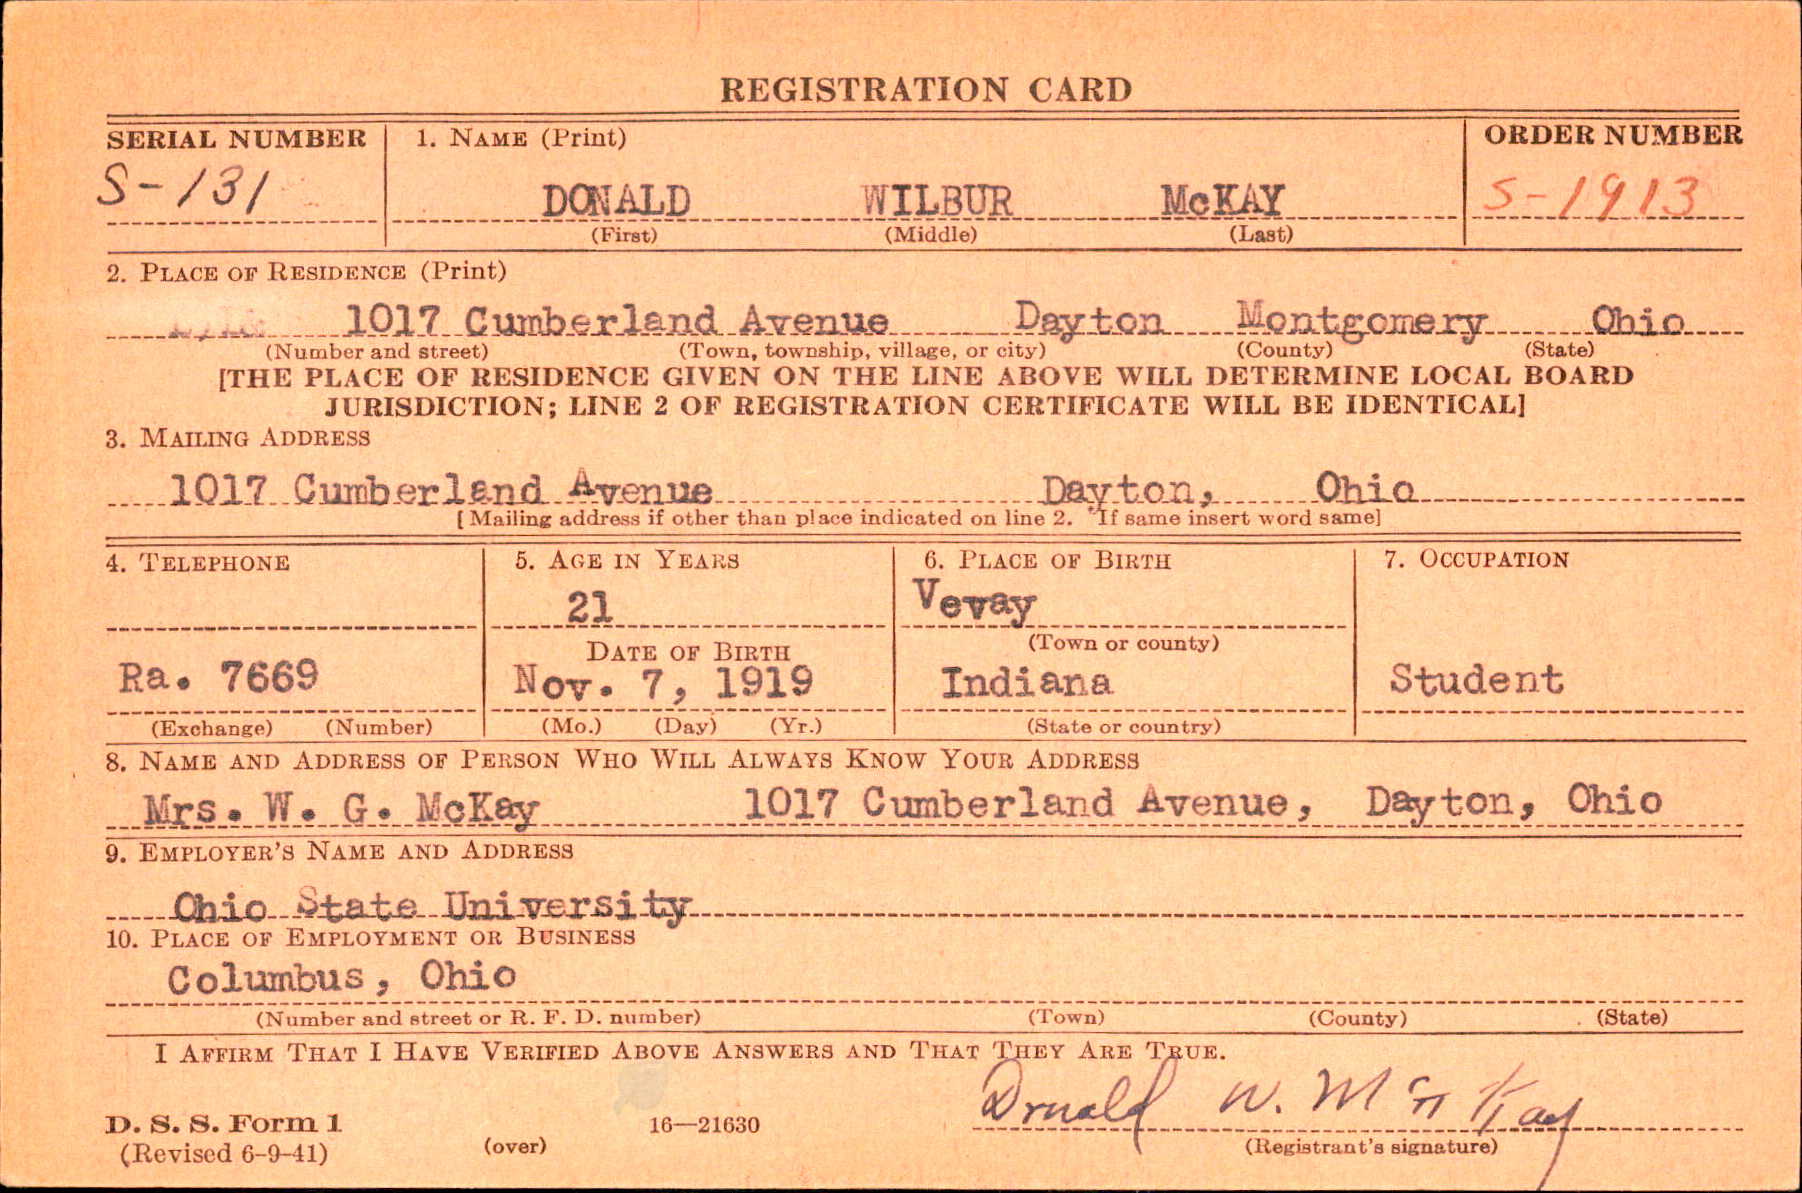 REGISTRATION CARD
SERIAL NUMBER 1. NAME (Print) ORDER NUMBER
S-131 DONALD WILBUR McKAY S-1913
(First) (Middle) (Last)
2. PLACE OF RESIDENCE (Print)
1017 Cumberland Avenue Dayton Montgomery Ohio
(Number and street) (Town, township, village, or city) (County) (State)
[THE PLACE OF RESIDENCE GIVEN ON THE LINE ABOVE WILL DETERMINE LOCAL BOARD
JURISDICTION; LINE 2 OF REGISTRATION CERTIFICATE WILL BE IDENTICAL]
3. MAILING ADDRESS
1017 Cumberland Avenue Dayton, Ohio
[Mailing address if other than place indicated on line 2. If same insert word same]
4. TELEPHONE 5. AGE IN YEARS 6. PLACE OF BIRTH 7. OCCUPATION
21 Vevay
DATE OF BIRTH (Town or county)
Ra. 7669 Nov. 7, 1919 Indiana Student
(Exchange) (Number) (Mo.) (Day) (Yr.) (State or country)
8. NAME AND ADDRESS OF PERSON WHO WILL ALWAYS KNOW YOUR ADDRESS
Mrs. W. G. McKay 1017 Cumberland Avenue, Dayton, Ohio
9. EMPLOYER'S NAME AND ADDRESS
Ohio State University
10. PLACE OF EMPLOYMENT OR BUSINESS
Columbus, Ohio
(Number and street or R. F. D. number) (Town) (County) (State)
I AFFIRM THAT I HAVE VERIFIED ABOVE ANSWERS AND THAT THEY ARE TRUE.
Donald W. McKay
D. S. S. Form 1 16—21630
(Revised 6-9-41) (over) (Registrant's signature)